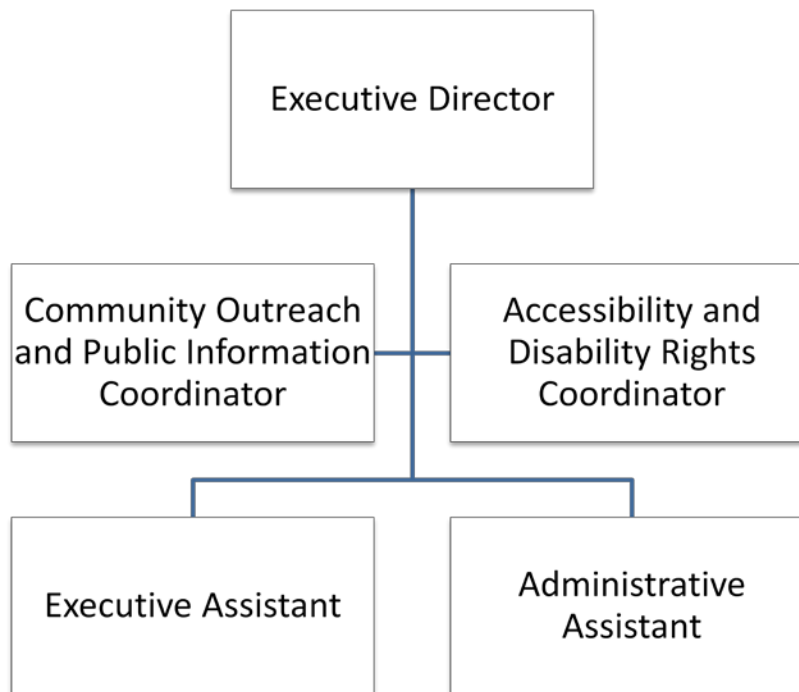 Executive Director
Community Outreach
and Public Information
Coordinator
Accessibility and
Disability Rights
Coordinator
Executive Assistant
Administrative
Assistant